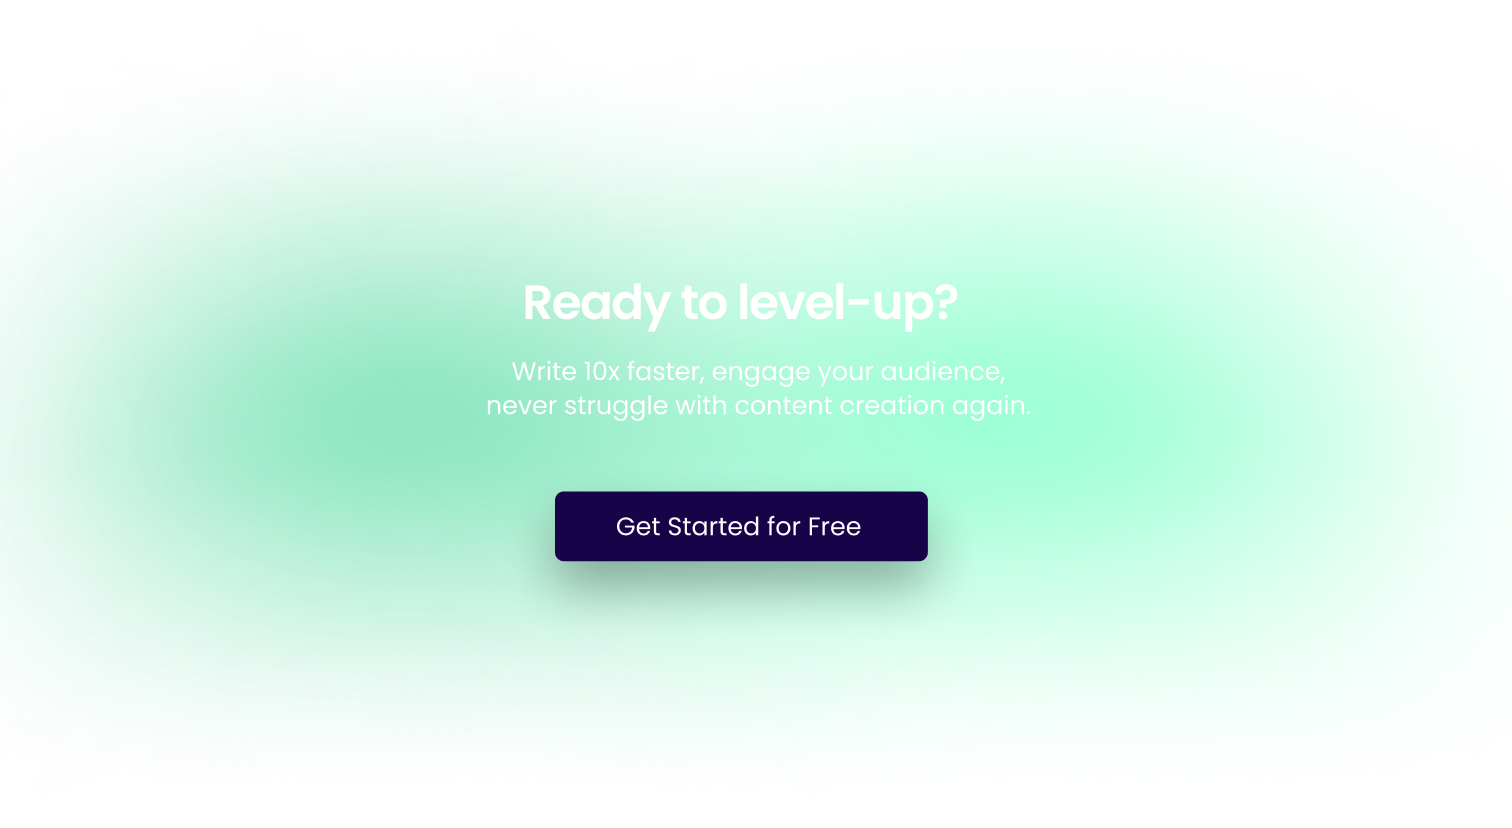 Ready to level-up?
Write 10x faster, engage your audience,
never struggle with content creation again.
Get Started for Free